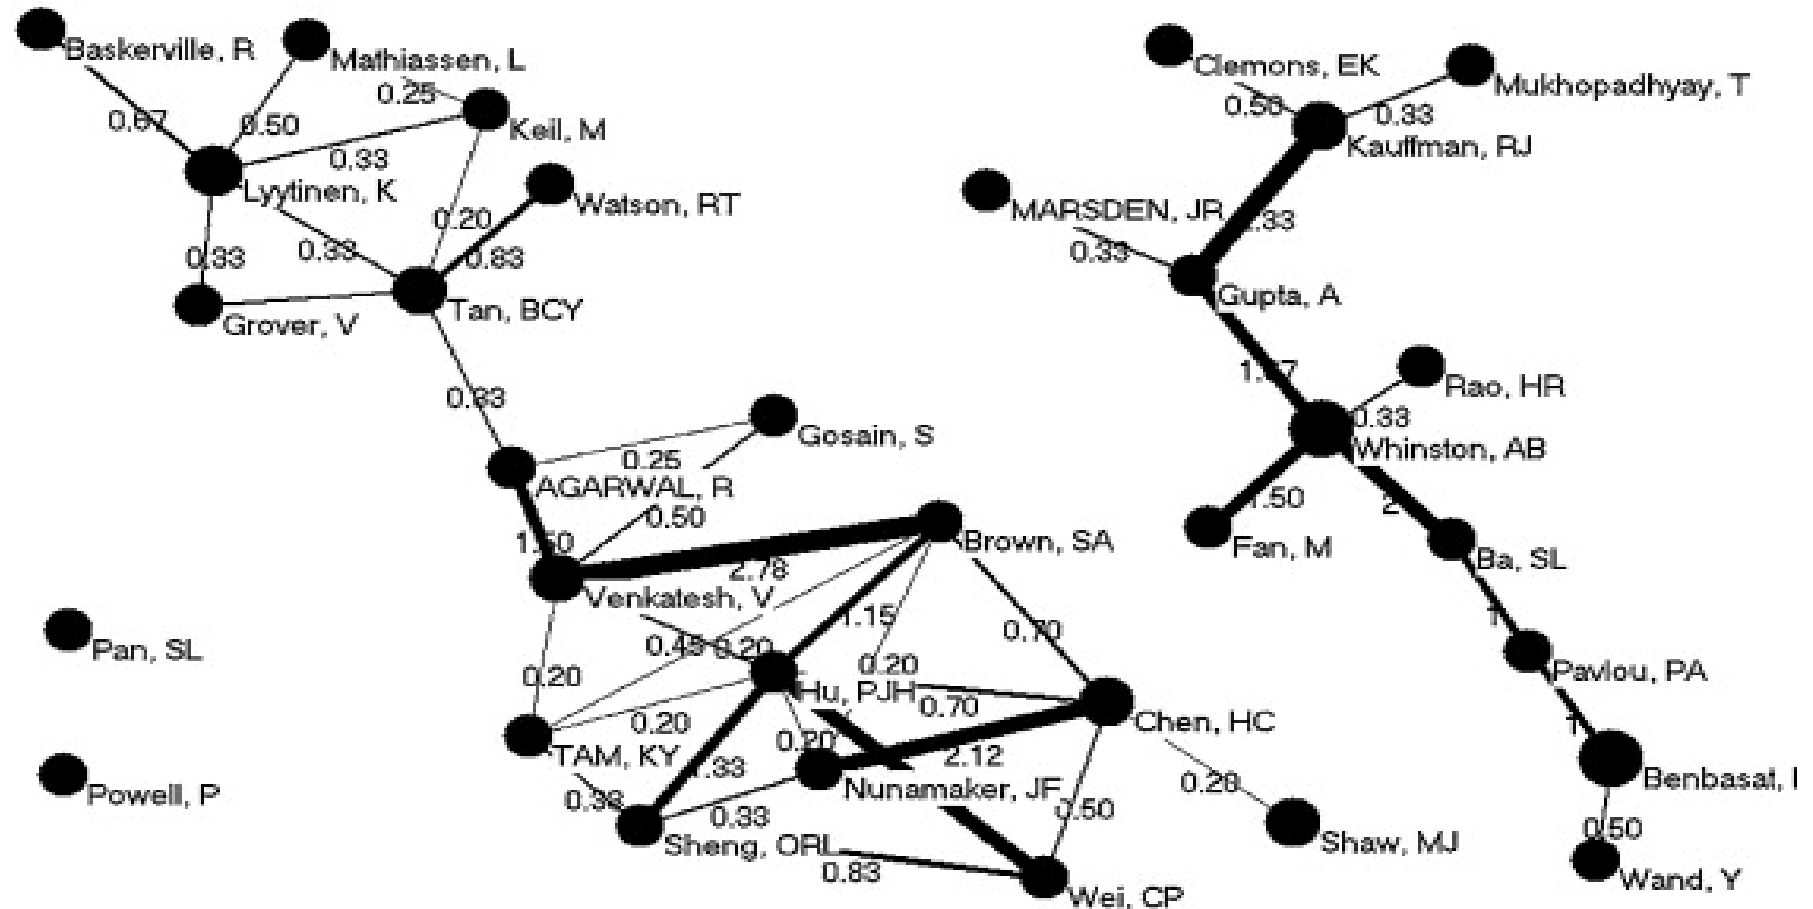 Baskerville, R
Mathiassen, L
Clemons, EK
Mukhopadhyay, T
0.25
0.50
0.33
0.67
0.50
Keil, M
Kauffman, RJ
0.33
Lyytinen, K
Watson, RT
MARSDEN, JR
0.20
.33
0.33
0.33
0.83
0.33
Tan, BCY
Gupta, A
Grover, V
1.67
Rao, HR
0.33
0.33
Gosain, S
Whinston, AB
0.25
AGARWAL, R
1.50
2
0.50
1.50
Brown, SA
Fan, M
Ba, SL
2.78
Venkatesh, V
1.15
1
0.70
Pan, SL
0.45
0.20
0.20
Pavlou, PA
0.20
Hu, PJH
0.70
Chen, HC
0.20
1
0.20
TAM, KY
2.12
1.33
Benbasat, I
0.28
Powell, P
Nunamaker, JF
0.33
0.33
0.50
0.50
Sheng, ORL
Shaw, MJ
0.83
Wand, Y
Wei, CP